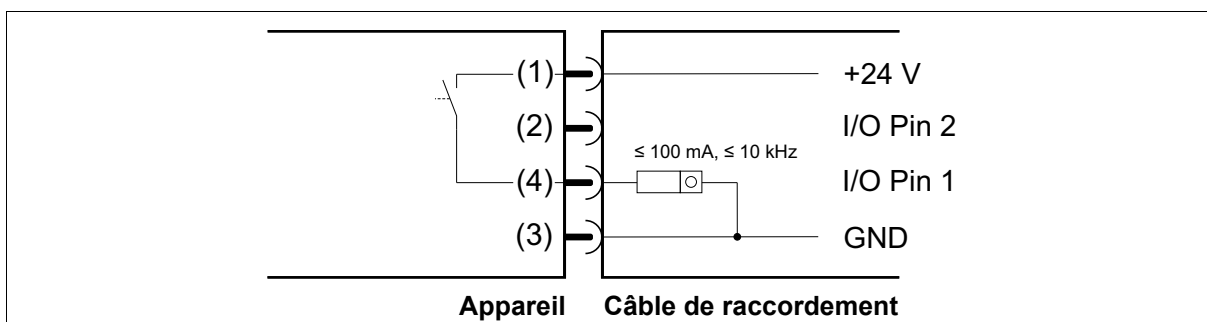 (1) +24 V
(2) I/O Pin 2
≤ 100 mA, ≤ 10 kHz
(4) I/O Pin 1
(3) GND
Appareil Câble de raccordement